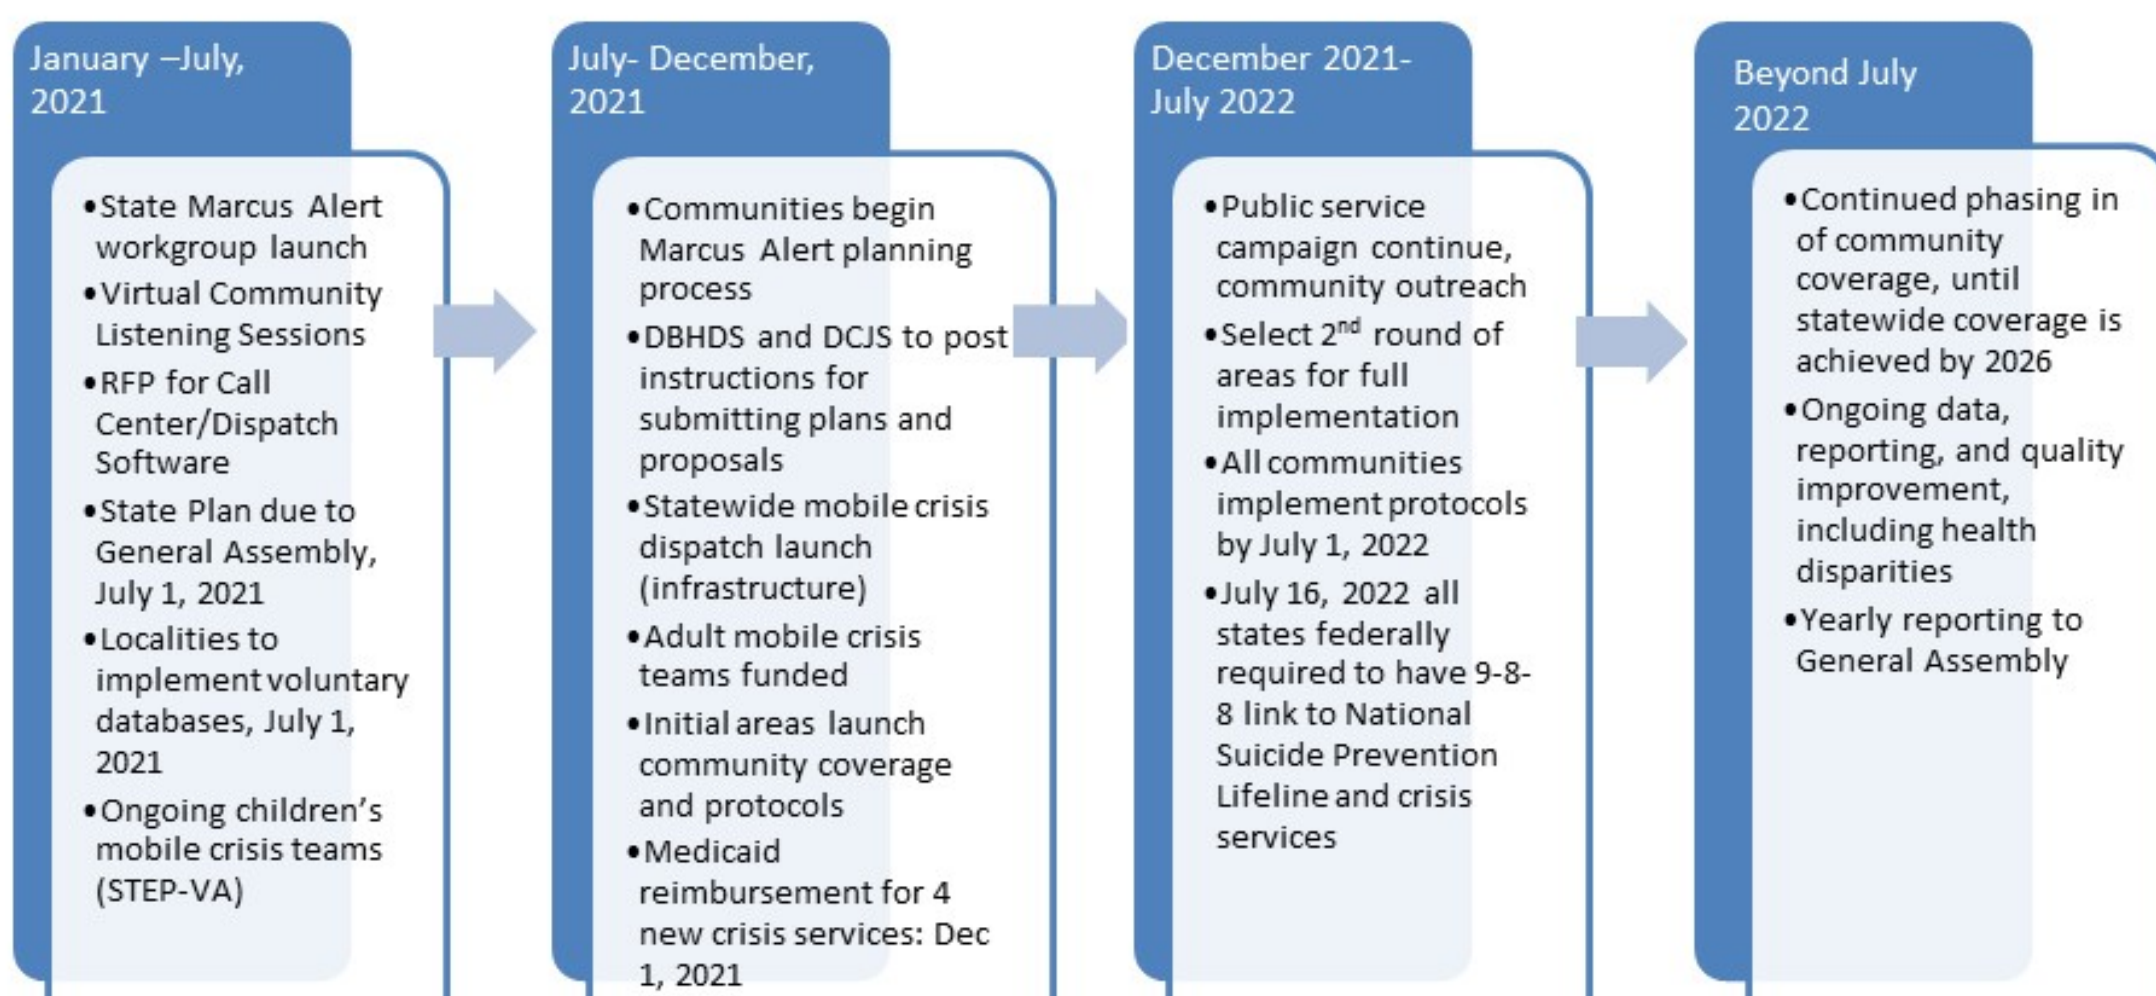 January –July,
2021
•State Marcus Alert
workgroup launch
•Virtual Community
Listening Sessions
•RFP for Call
Center/Dispatch
Software
•State Plan due to
General Assembly,
July 1, 2021
•Localities to
implement voluntary
databases, July 1,
2021
•Ongoing children’s
mobile crisis teams
(STEP-VA)
July- December,
2021
•Communities begin
Marcus Alert planning
process
•DBHDS and DCJS to post
instructions for
submitting plans and
proposals
•Statewide mobile crisis
dispatch launch
(infrastructure)
•Adult mobile crisis
teams funded
•Initial areas launch
community coverage
and protocols
•Medicaid
reimbursement for 4
new crisis services: Dec
1, 2021
December 2021-
July 2022
•Public service
campaign continue,
community outreach
•Select 2nd round of
areas for full
implementation
•All communities
implement protocols
by July 1, 2022
•July 16, 2022 all
states federally
required to have 9-8-
8 link to National
Suicide Prevention
Lifeline and crisis
services
Beyond July
2022
•Continued phasing in
of community
coverage, until
statewide coverage is
achieved by 2026
•Ongoing data,
reporting, and quality
improvement,
including health
disparities
•Yearly reporting to
General Assembly